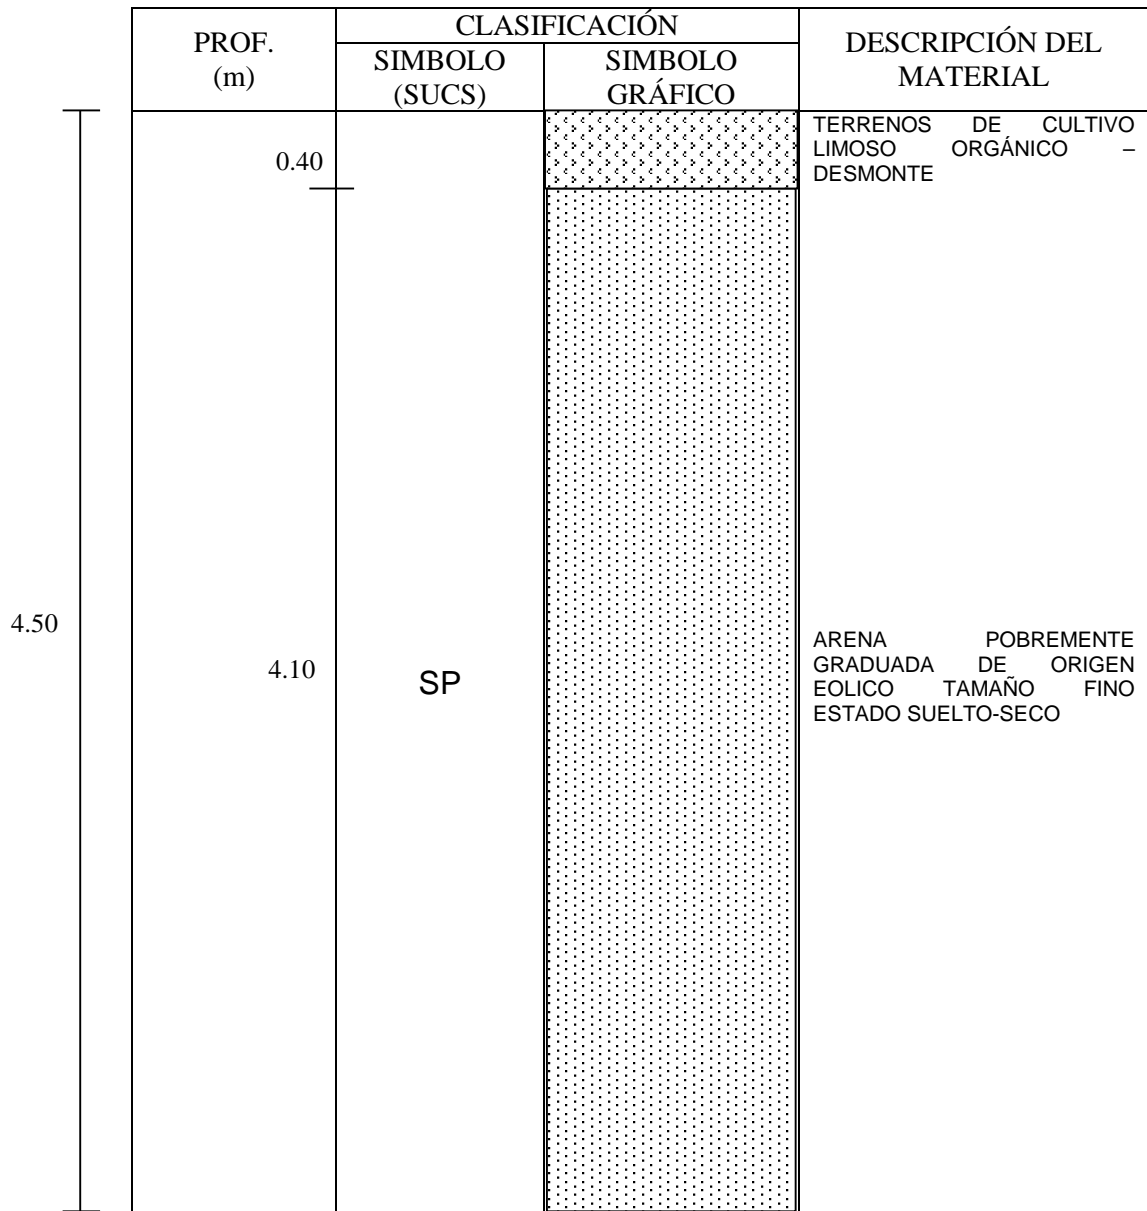 PROF.
(m)
CLASIFICACIÓN
SIMBOLO
(SUCS)
SIMBOLO
GRÁFICO
DESCRIPCIÓN DEL
MATERIAL
0.40
TERRENOS DE CULTIVO
LIMOSO ORGÁNICO –
DESMONTE
4.50
4.10
SP
ARENA POBREMENTE
GRADUADA DE ORIGEN
EOLICO TAMAÑO FINO
ESTADO SUELTO-SECO